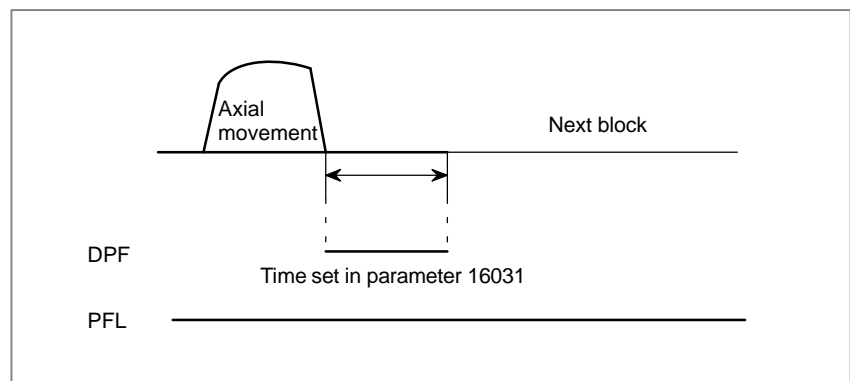 Axial
movement
Next block
DPF
Time set in parameter 16031
PFL